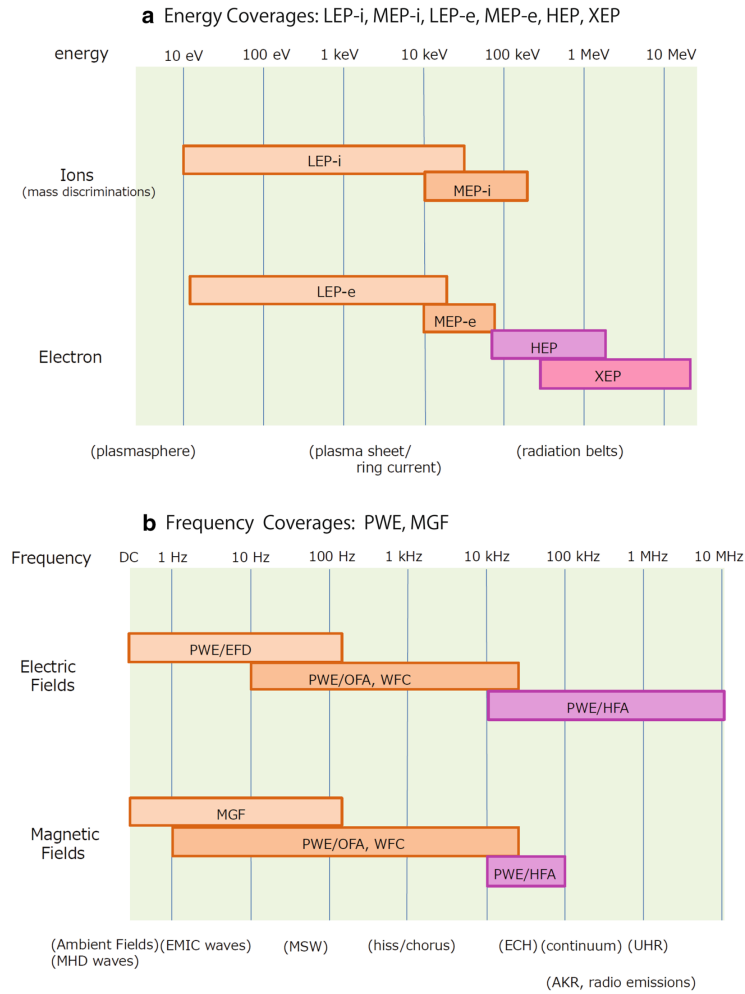 a Energy Coverages: LEP-i, MEP-i, LEP-e, MEP-e, HEP, XEP
energy 10 eV 100 eV 1 keV 10 keV 100 keV 1 MeV 10 MeV
LEP-i
Ions
(mass discriminations)
MEP-i
LEP-e
MEP-e
HEP
Electron
XEP
(plasmasphere) (plasma sheet/ (radiation belts)
ring current)
b Frequency Coverages: PWE, MGF
Frequency DC 1 Hz 10 Hz 100 Hz 1 kHz 10 kHz 100 kHz 1 MHz 10 MHz
PWE/EFD
Electric
Fields
PWE/OFA, WFC
PWE/HFA
MGF
Magnetic
Fields
PWE/OFA, WFC
PWE/HFA
(Ambient Fields) (EMIC waves) (MSW) (hiss/chorus) (ECH) (continuum) (UHR)
(MHD waves)
(AKR, radio emissions)